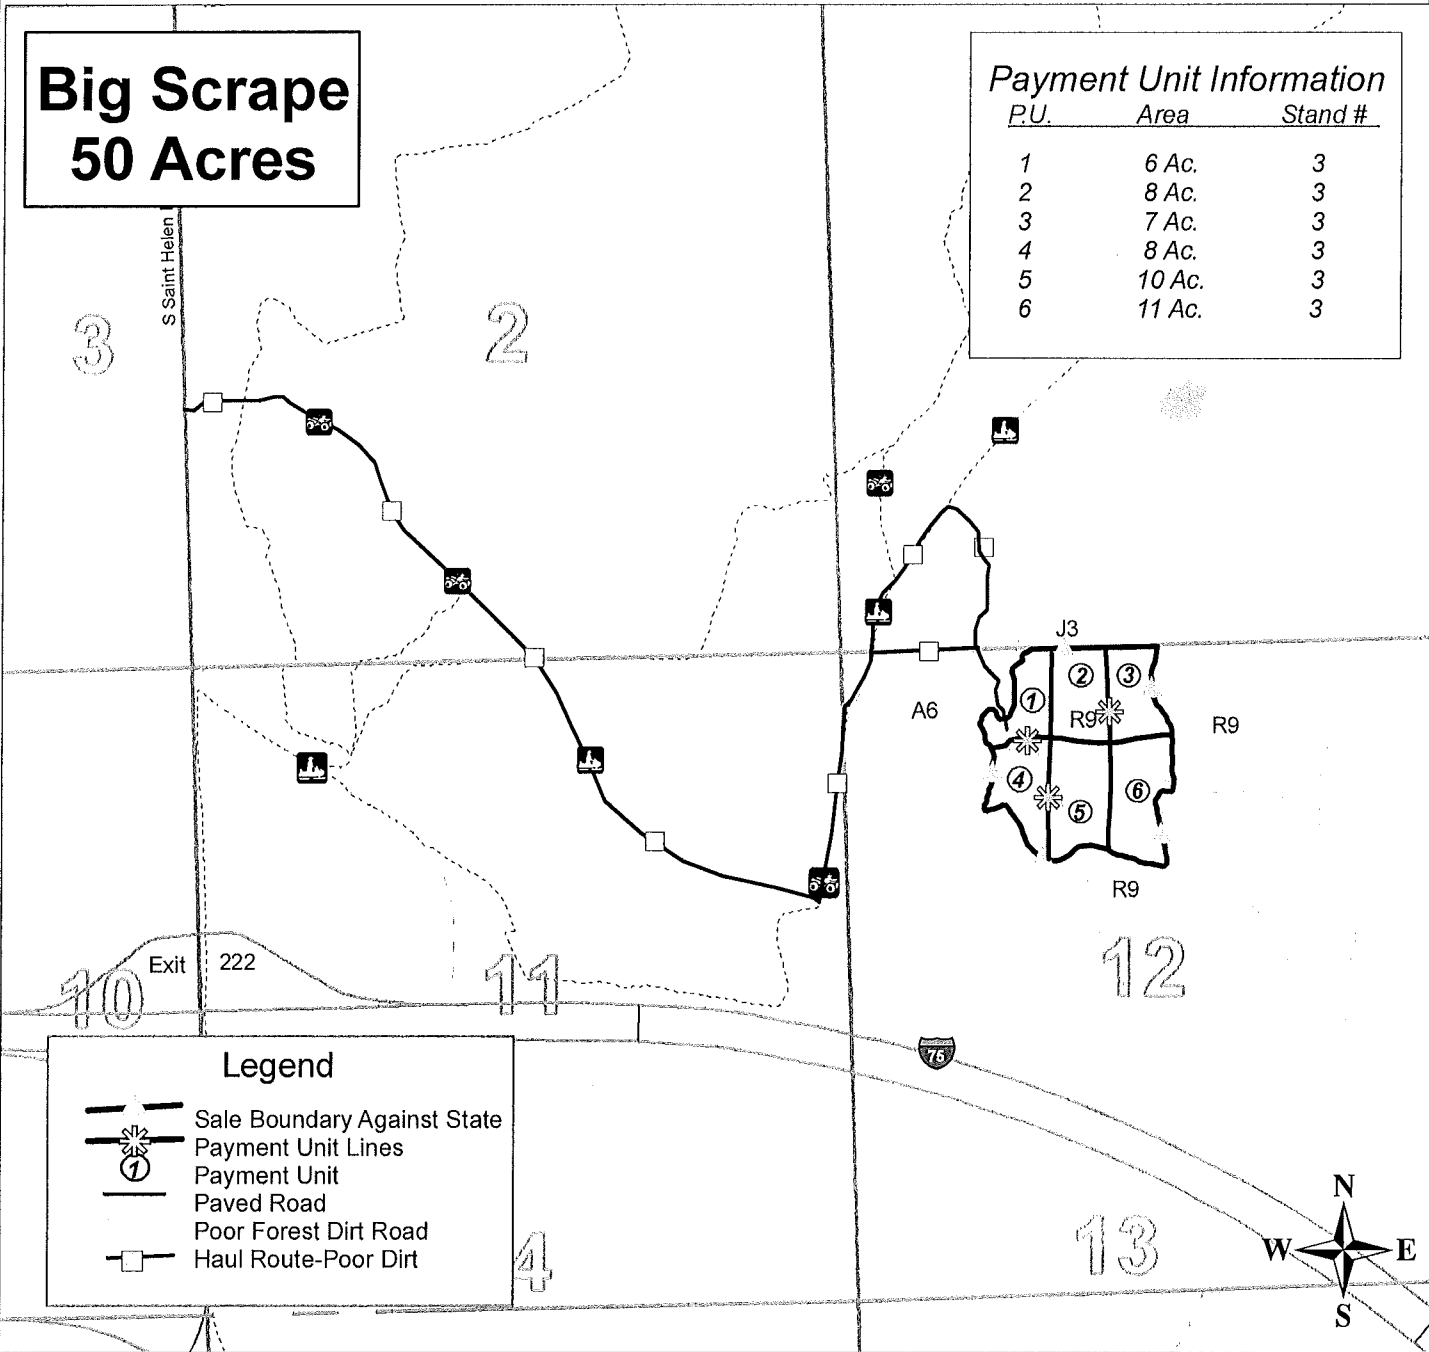 Big Scrape
50 Acres
Payment Unit Information
P.U. Area Stand #
1 6 Ac. 3
2 8 Ac. 3
3 7 Ac. 3
4 8 Ac. 3
5 10 Ac. 3
6 11 Ac. 3
S Saint Helen
3
2
J3
1
2
3
A6
R9
R9
4
5
6
R9
Exit 222
10
11
12
75
Legend
Sale Boundary Against State
Payment Unit Lines
1 Payment Unit
Paved Road
Poor Forest Dirt Road
Haul Route-Poor Dirt
4
13
N
W E
S